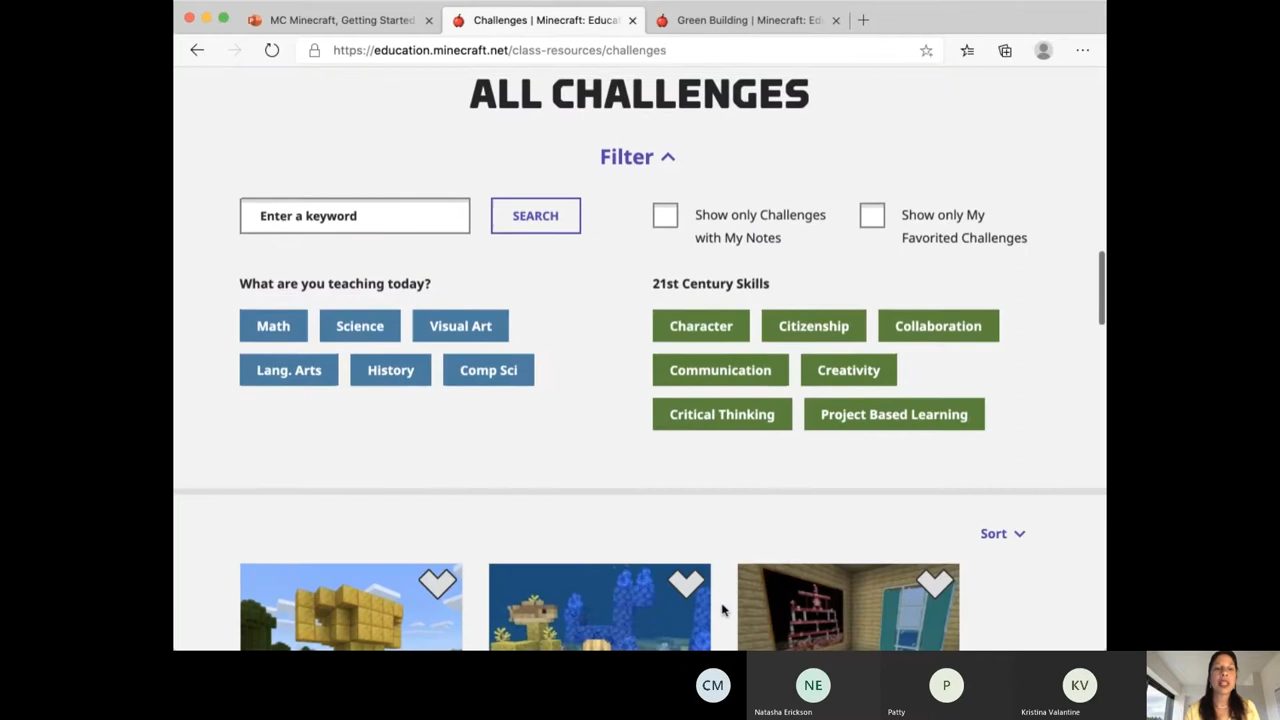 MC Minecraft, Getting Started
Challenges | Minecraft: Educa
Green Building | Minecraft: Ed
https://education.minecraft.net/class-resources/challenges
ALL CHALLENGES
Filter
Enter a keyword
SEARCH
Show only Challenges
with My Notes
Show only My
Favorited Challenges
What are you teaching today?
Math
Science
Visual Art
Lang. Arts
History
Comp Sci
21st Century Skills
Character
Citizenship
Collaboration
Communication
Creativity
Critical Thinking
Project Based Learning
Sort
CM
NE
P
KV
Natasha Erickson
Patty
Kristina Valantine